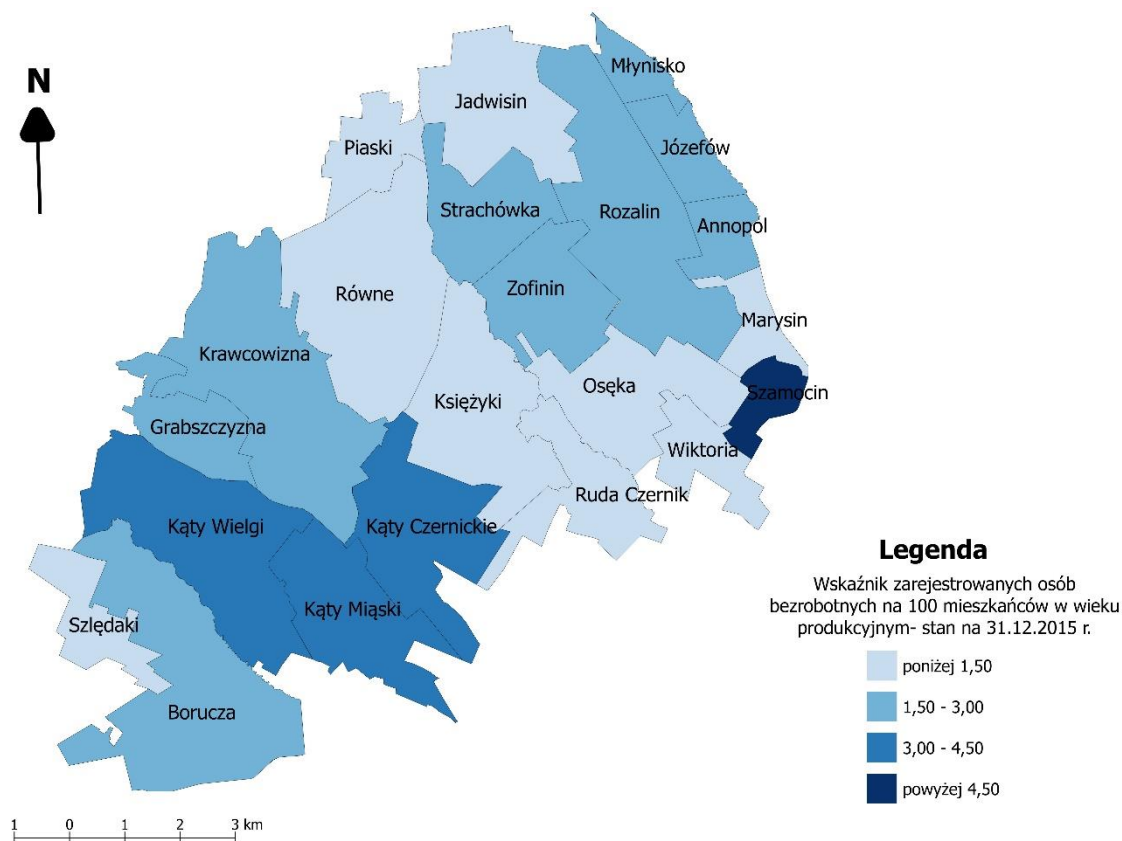 N
Młynisko
Jadwisin
Piaski
Józefów
Strachówka
Rozalin
Annopol
Zofinin
Równe
Marysin
Krawcowizna
Osęka
Szamocin
Księżyki
Grabszczyzna
Wiktoria
Ruda Czernik
Kąty Wielgi
Kąty Czernickie
Kąty Miąski
Szlędaki
Borucza
Legenda
Wskaźnik zarejestrowanych osób
bezrobotnych na 100 mieszkańców w wieku
produkcyjnym- stan na 31.12.2015 r.
poniżej 1,50
1,50 - 3,00
3,00 - 4,50
powyżej 4,50
1 0 1 2 3 km